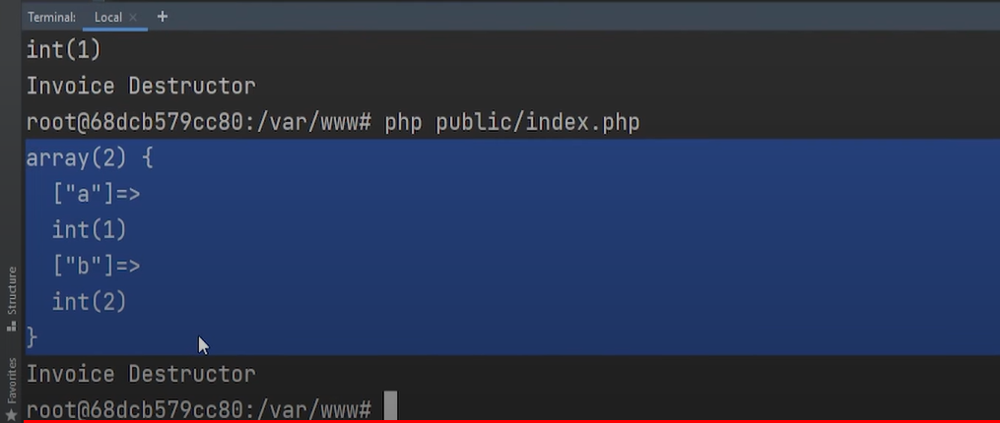 Terminal: Local × +
int(1)
Invoice Destructor
root@68dcb579cc80:/var/www# php public/index.php
array(2) {
  ["a"]=>
  int(1)
  ["b"]=>
  int(2)
}
Invoice Destructor
root@68dcb579cc80:/var/www#
Structure
Favorites